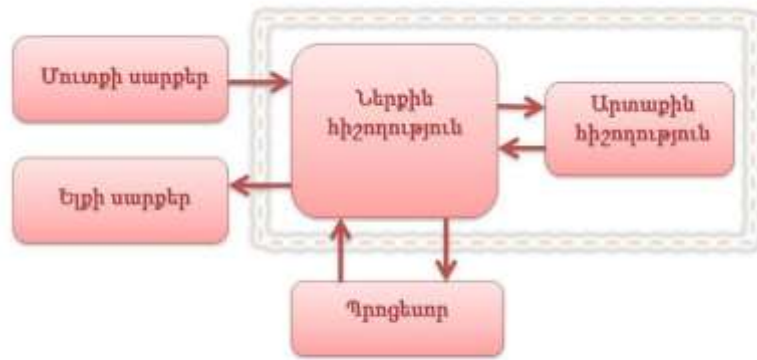 Մուտքի սարքեր
Ներքին
հիշողություն
Արտաքին
հիշողություն
Ելքի սարքեր
Պրոցեսոր